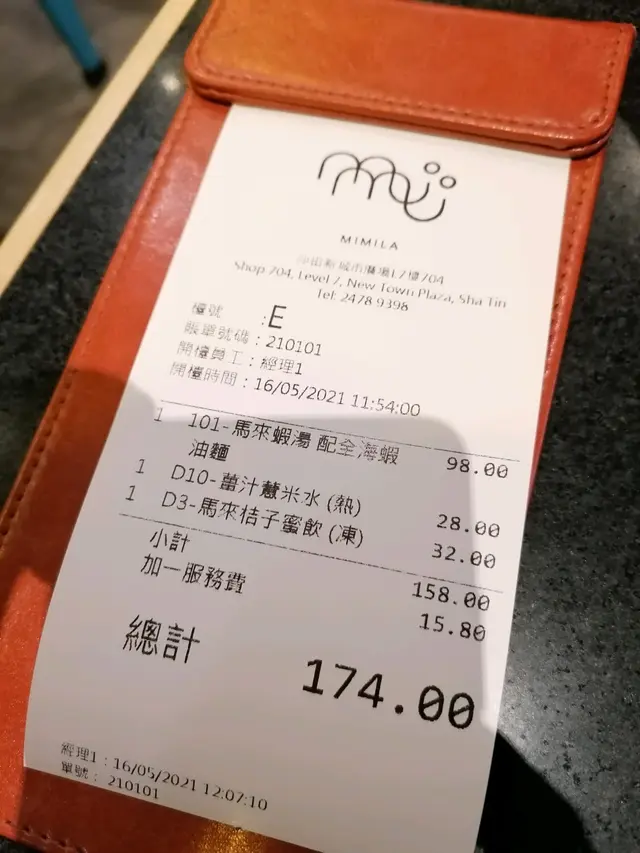 MIMILA
沙田新城市廣場L7樓704
Shop 704, Level 7, New Town Plaza, Sha Tin
Tel: 2478 9398
檯號 :E
賬單號碼：210101
開檯員工：經理1
開檯時間：16/05/2021 11:54:00
1 101-馬來蝦湯 配全海蝦 98.00
油麵
1 D10-薑汁薏米水 (熱) 28.00
1 D3-馬來桔子蜜飲 (凍) 32.00
小計 158.00
加一服務費 15.80
總計 174.00
經理1：16/05/2021 12:07:10
單號： 210101